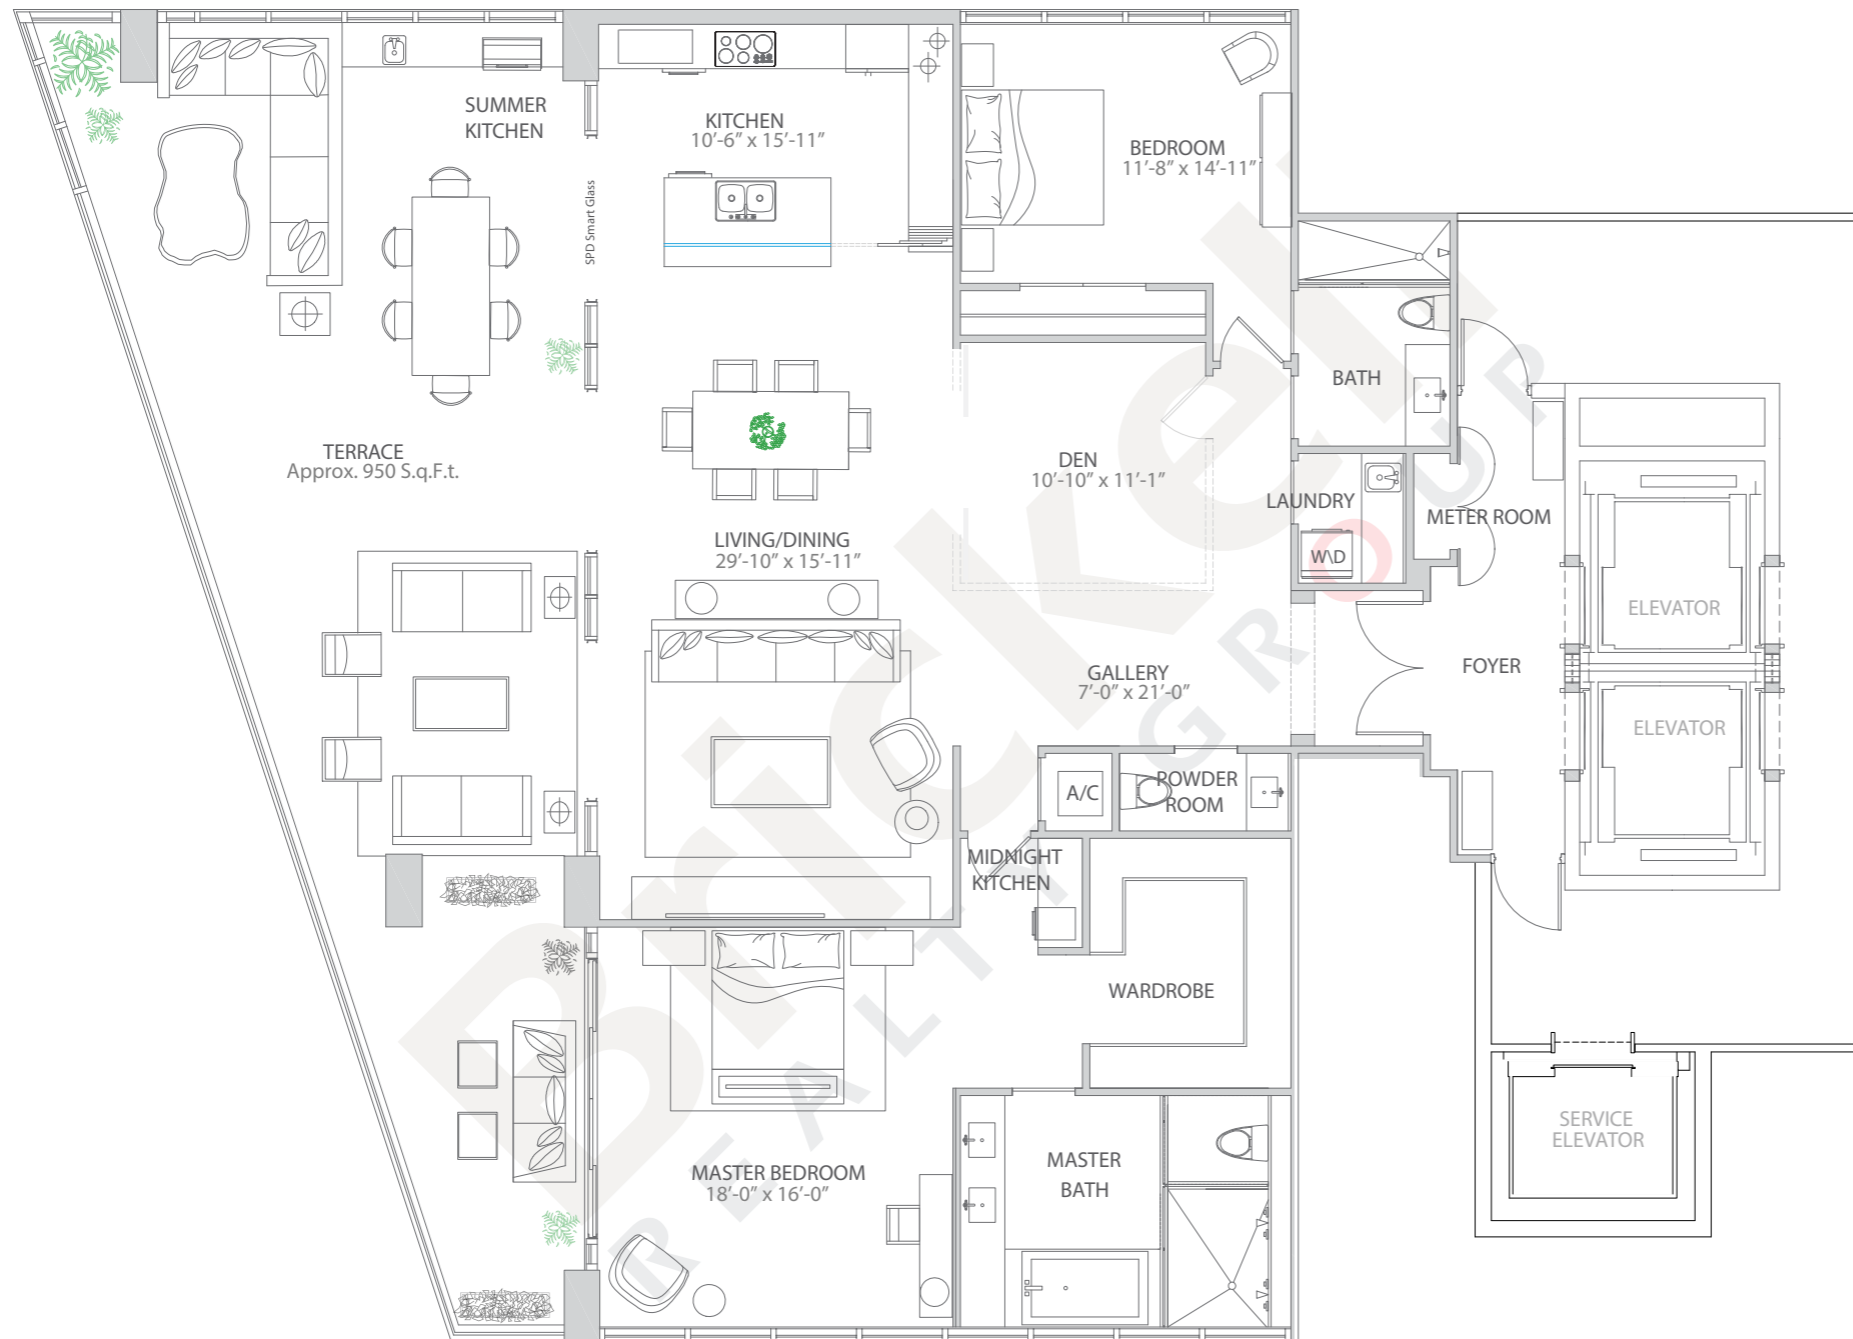 SUMMER
KITCHEN
KITCHEN
10'-6" x 15'-11"
BEDROOM
11'-8" x 14'-11"
SPD Smart Glass
BATH
TERRACE
Approx. 950 S.q.F.t.
DEN
10'-10" x 11'-1"
LAUNDRY
METER ROOM
LIVING/DINING
29'-10" x 15'-11"
W\D
ELEVATOR
FOYER
GALLERY
7'-0" x 21'-0"
ELEVATOR
A/C
POWDER
ROOM
MIDNIGHT
KITCHEN
WARDROBE
SERVICE
ELEVATOR
MASTER BEDROOM
18'-0" x 16'-0"
MASTER
BATH
Brickell
REALTY GROUP